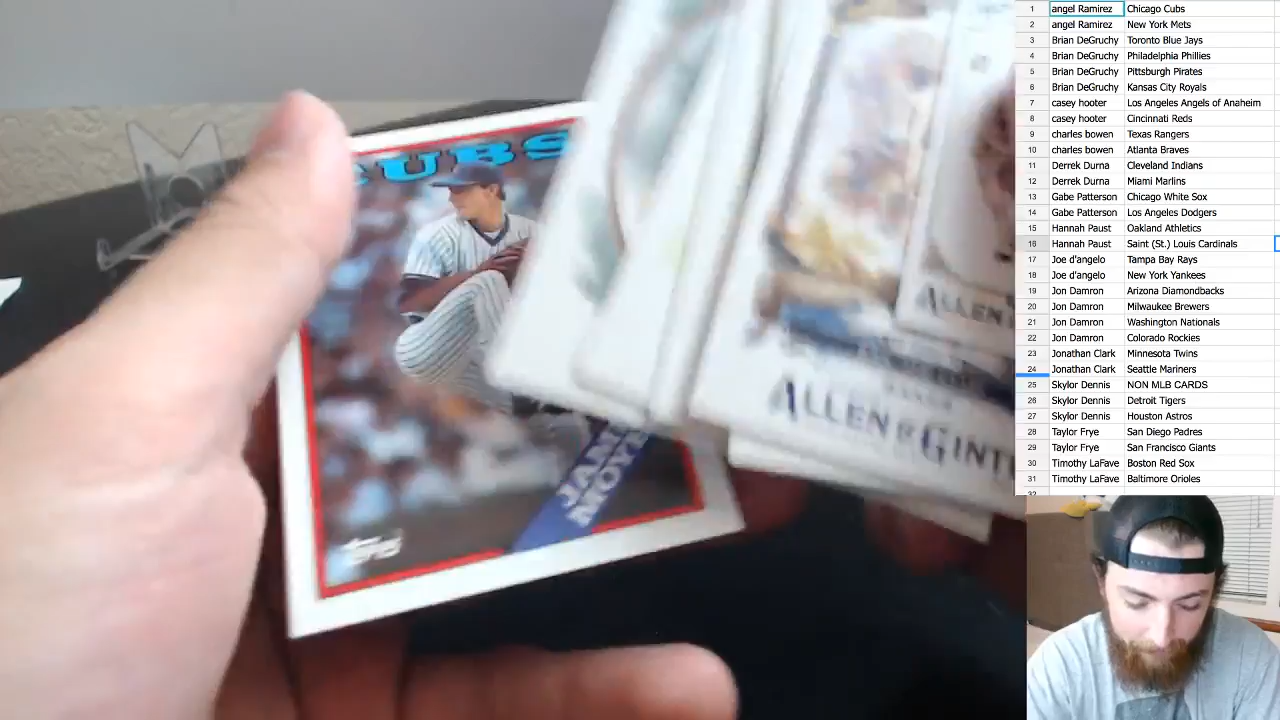 CUBS
JAMIE
MOYER
Topps
ALLEN & GINTER
ALLEN
1 angel Ramirez Chicago Cubs
2 angel Ramirez New York Mets
3 Brian DeGruchy Toronto Blue Jays
4 Brian DeGruchy Philadelphia Phillies
5 Brian DeGruchy Pittsburgh Pirates
6 Brian DeGruchy Kansas City Royals
7 casey hooter Los Angeles Angels of Anaheim
8 casey hooter Cincinnati Reds
9 charles bowen Texas Rangers
10 charles bowen Atlanta Braves
11 Derrek Durna Cleveland Indians
12 Derrek Durna Miami Marlins
13 Gabe Patterson Chicago White Sox
14 Gabe Patterson Los Angeles Dodgers
15 Hannah Paust Oakland Athletics
16 Hannah Paust Saint (St.) Louis Cardinals
17 Joe d'angelo Tampa Bay Rays
18 Joe d'angelo New York Yankees
19 Jon Damron Arizona Diamondbacks
20 Jon Damron Milwaukee Brewers
21 Jon Damron Washington Nationals
22 Jon Damron Colorado Rockies
23 Jonathan Clark Minnesota Twins
24 Jonathan Clark Seattle Mariners
25 Skylor Dennis NON MLB CARDS
26 Skylor Dennis Detroit Tigers
27 Skylor Dennis Houston Astros
28 Taylor Frye San Diego Padres
29 Taylor Frye San Francisco Giants
30 Timothy LaFave Boston Red Sox
31 Timothy LaFave Baltimore Orioles
32